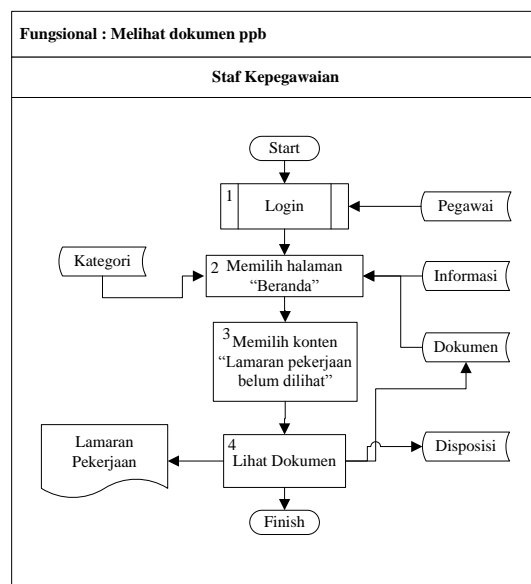 Fungsional : Melihat dokumen ppb
Staf Kepegawaian
Start
1
Login
Pegawai
Kategori
2
Memilih halaman
“Beranda”
Informasi
3
Memilih konten
“Lamaran pekerjaan
belum dilihat”
Dokumen
4
Lihat Dokumen
Lamaran
Pekerjaan
Disposisi
Finish